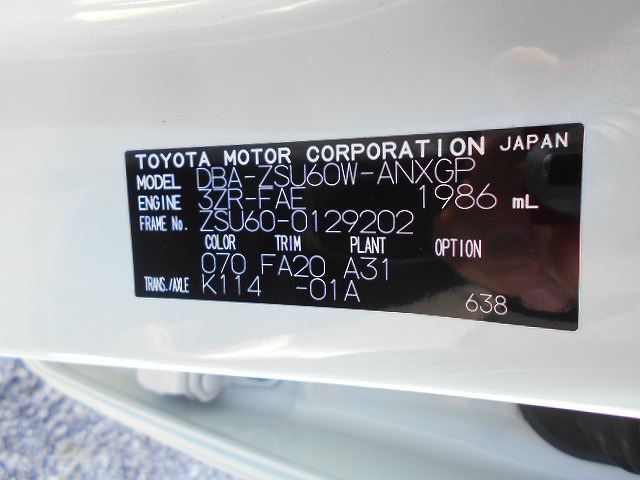 TOYOTA MOTOR CORPORATION JAPAN
MODEL DBA-ZSU60W-ANXGP
ENGINE 3ZR-FAE 1986 mL
FRAME No. ZSU60-0129202
COLOR TRIM PLANT OPTION
070 FA20 A31
TRANS./AXLE K114 -01A
638